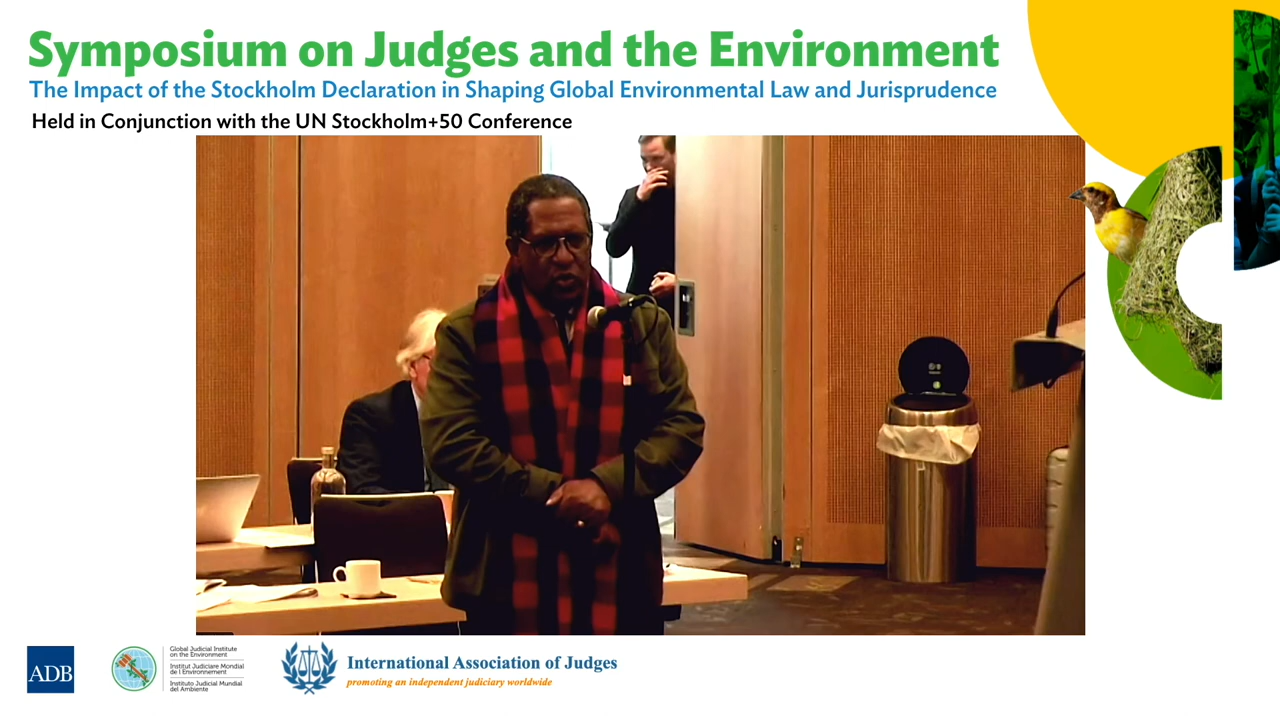 Symposium on Judges and the Environment
The Impact of the Stockholm Declaration in Shaping Global Environmental Law and Jurisprudence
Held in Conjunction with the UN Stockholm+50 Conference
ADB
Global Judicial Institute
on the Environment
Institut Judiciaire Mondial
de l Environnement
Instituto Judicial Mundial
del Ambiente
International Association of Judges
promoting an independent judiciary worldwide